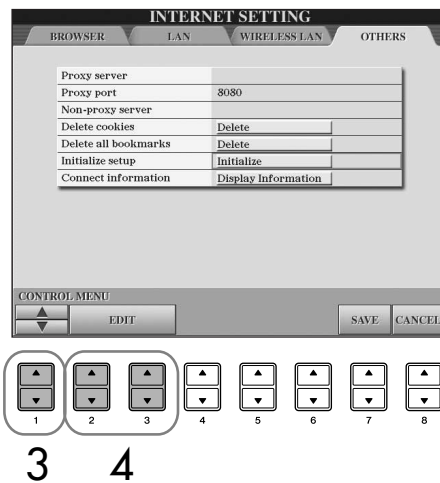 INTERNET SETTING
BROWSER LAN WIRELESS LAN OTHERS
Proxy server
Proxy port 8080
Non-proxy server
Delete cookies Delete
Delete all bookmarks Delete
Initialize setup Initialize
Connect information Display Information
CONTROL MENU
EDIT SAVE CANCEL
1 2 3 4 5 6 7 8
3 4